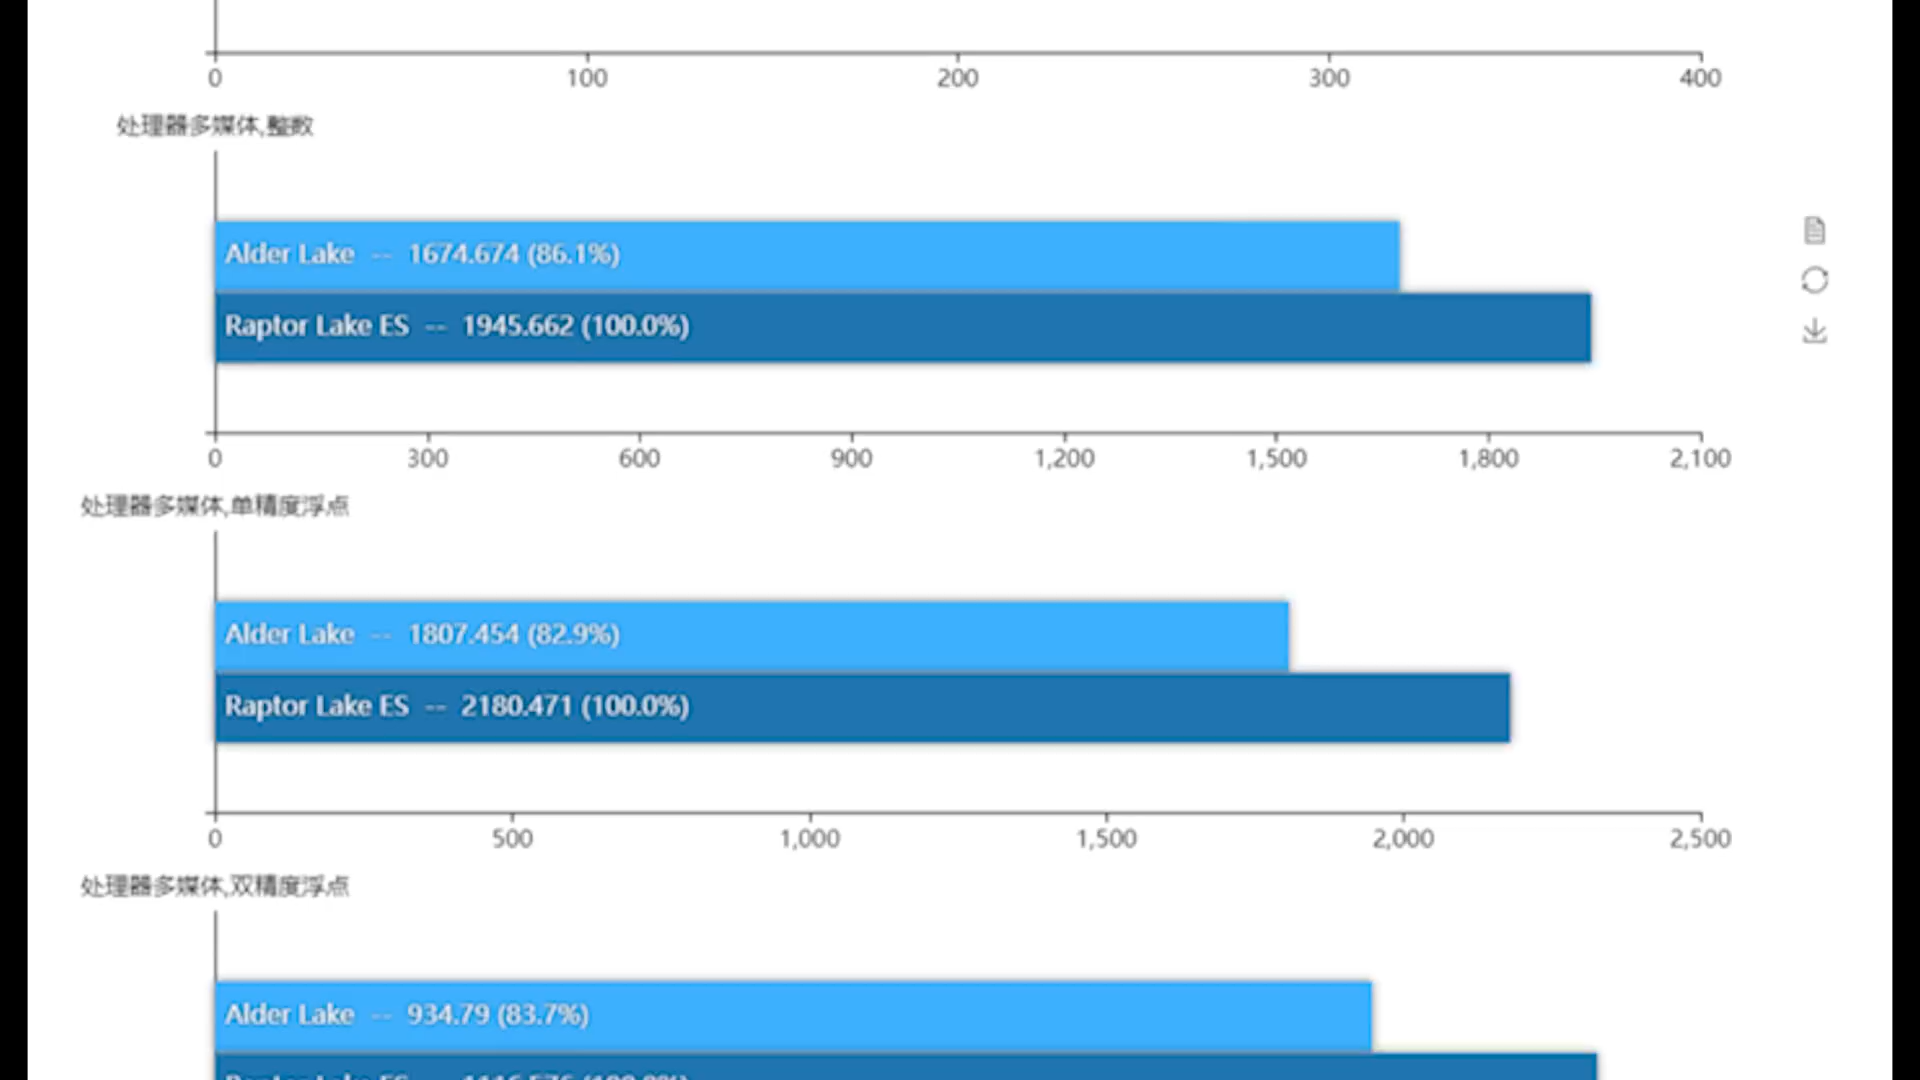 0 100 200 300 400
处理器多媒体,整数
Alder Lake -- 1674.674 (86.1%)
Raptor Lake ES -- 1945.662 (100.0%)
0 300 600 900 1,200 1,500 1,800 2,100
处理器多媒体,单精度浮点
Alder Lake -- 1807.454 (82.9%)
Raptor Lake ES -- 2180.471 (100.0%)
0 500 1,000 1,500 2,000 2,500
处理器多媒体,双精度浮点
Alder Lake -- 934.79 (83.7%)